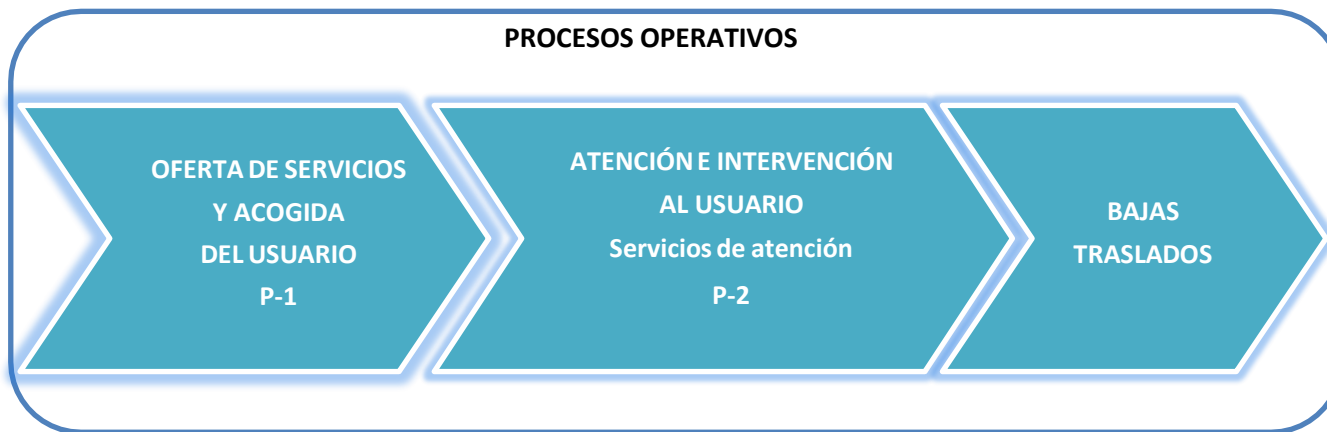 PROCESOS OPERATIVOS
OFERTA DE SERVICIOS
Y ACOGIDA
DEL USUARIO
P-1
ATENCIÓN E INTERVENCIÓN
AL USUARIO
Servicios de atención
P-2
BAJAS
TRASLADOS